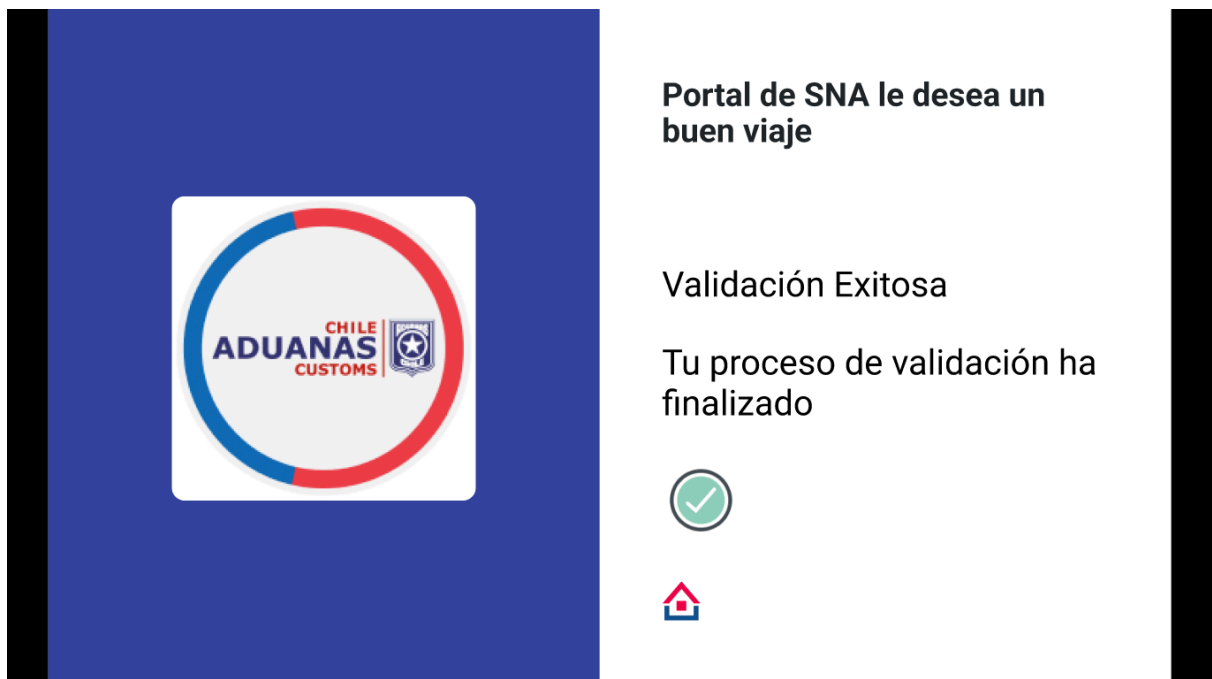 CHILE
ADUANAS
CUSTOMS
Portal de SNA le desea un
buen viaje
Validación Exitosa
Tu proceso de validación ha
finalizado